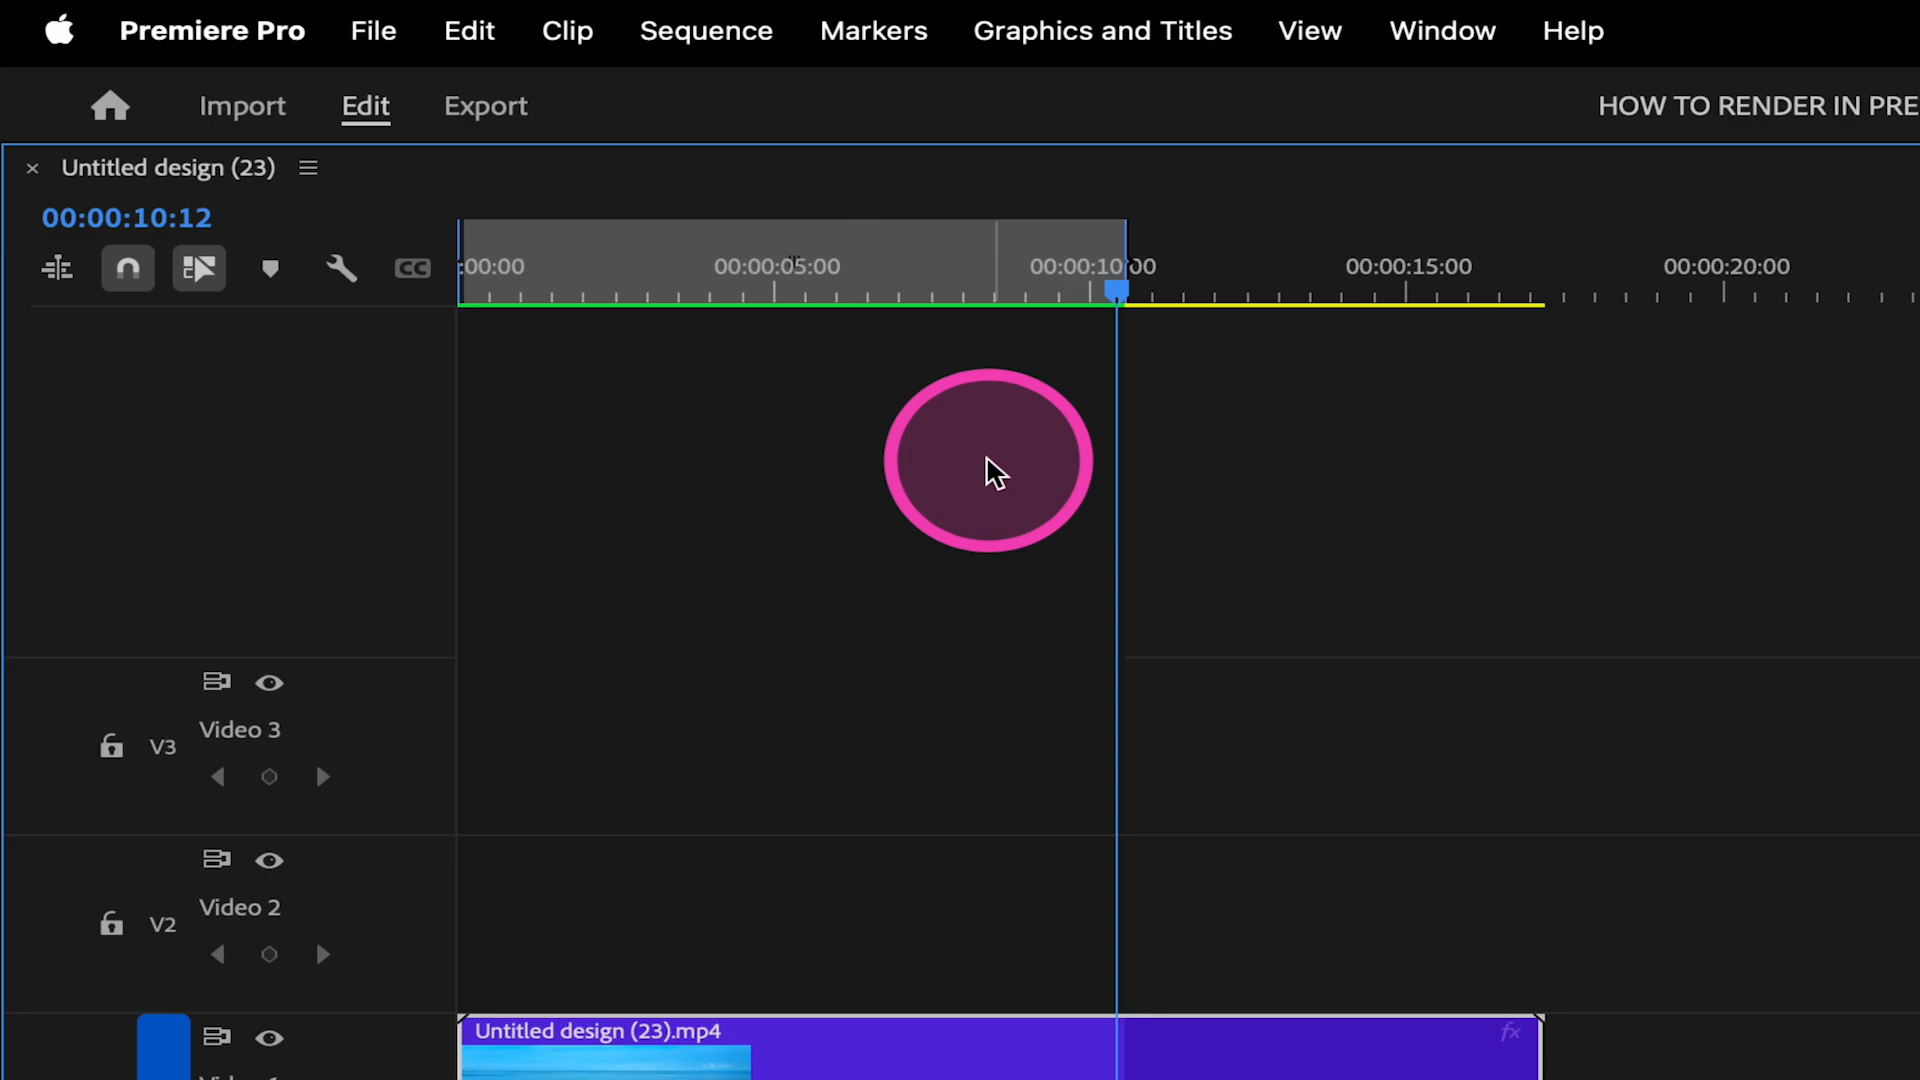 Premiere Pro File Edit Clip Sequence Markers Graphics and Titles View Window Help
Import Edit Export HOW TO RENDER IN PRE
× Untitled design (23)
00:00:10:12
CC :00:00 00:00:05:00 00:00:10:00 00:00:15:00 00:00:20:00
Video 3
V3
Video 2
V2
Untitled design (23).mp4 fx